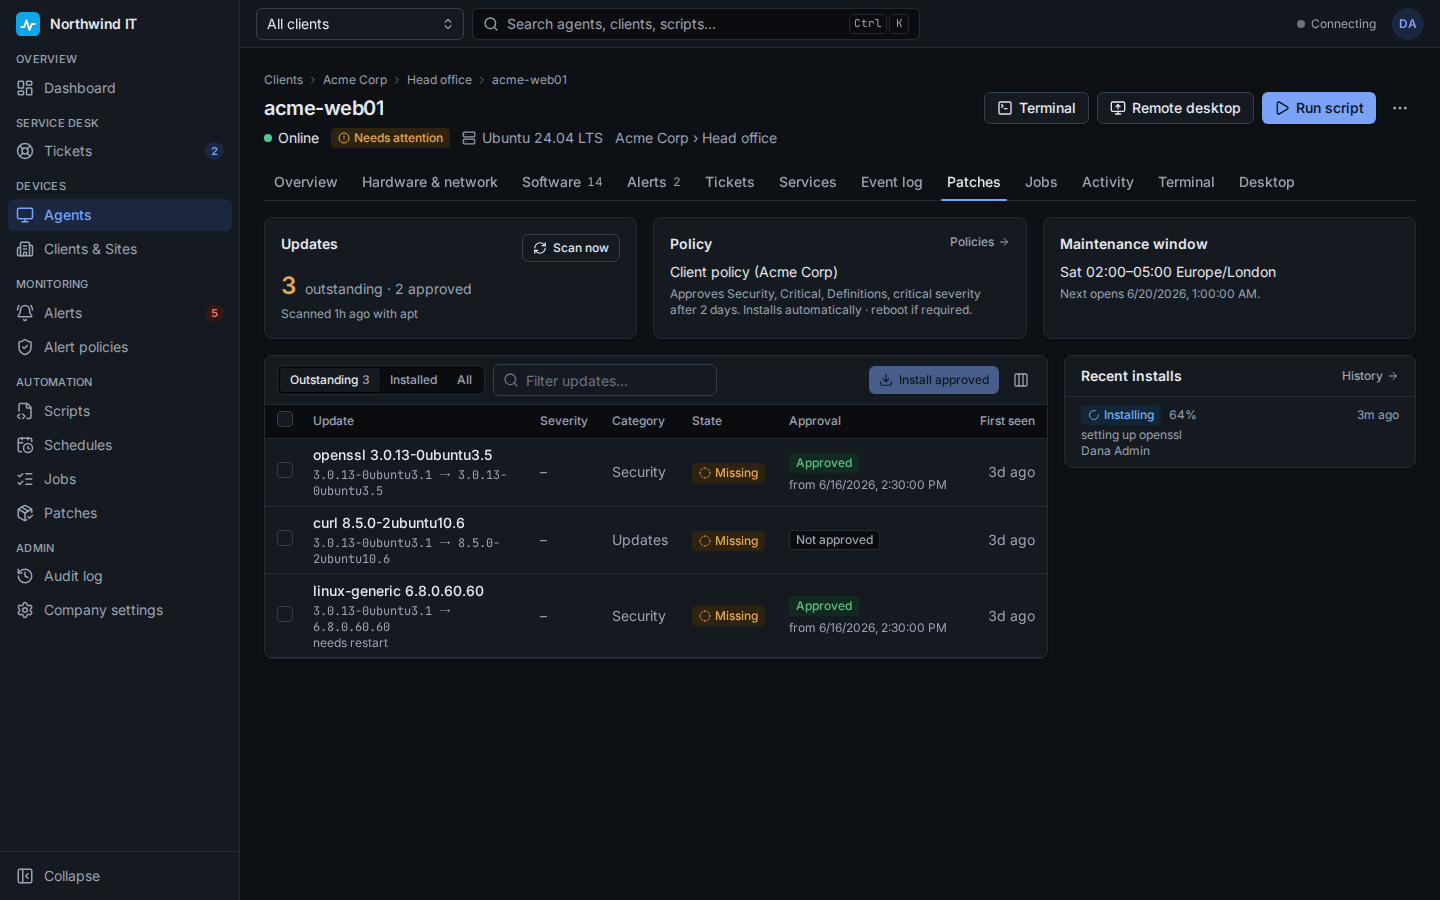 Northwind IT
All clients
Search agents, clients, scripts...
Ctrl K
Connecting
DA
OVERVIEW
Dashboard
SERVICE DESK
Tickets 2
DEVICES
Agents
Clients & Sites
MONITORING
Alerts 5
Alert policies
AUTOMATION
Scripts
Schedules
Jobs
Patches
ADMIN
Audit log
Company settings
Collapse
Clients > Acme Corp > Head office > acme-web01
acme-web01
Terminal
Remote desktop
Run script
Online
Needs attention
Ubuntu 24.04 LTS
Acme Corp › Head office
Overview Hardware & network Software 14 Alerts 2 Tickets Services Event log Patches Jobs Activity Terminal Desktop
Updates
Scan now
3 outstanding · 2 approved
Scanned 1h ago with apt
Policy
Policies →
Client policy (Acme Corp)
Approves Security, Critical, Definitions, critical severity
after 2 days. Installs automatically · reboot if required.
Maintenance window
Sat 02:00–05:00 Europe/London
Next opens 6/20/2026, 1:00:00 AM.
Outstanding 3 Installed All
Filter updates...
Install approved
Update Severity Category State Approval First seen
openssl 3.0.13-0ubuntu3.5
3.0.13-0ubuntu3.1 → 3.0.13-
0ubuntu3.5
– Security Missing
Approved
from 6/16/2026, 2:30:00 PM
3d ago
curl 8.5.0-2ubuntu10.6
3.0.13-0ubuntu3.1 → 8.5.0-
2ubuntu10.6
– Updates Missing
Not approved
3d ago
linux-generic 6.8.0.60.60
3.0.13-0ubuntu3.1 →
6.8.0.60.60
needs restart
– Security Missing
Approved
from 6/16/2026, 2:30:00 PM
3d ago
Recent installs
History →
Installing 64% 3m ago
setting up openssl
Dana Admin